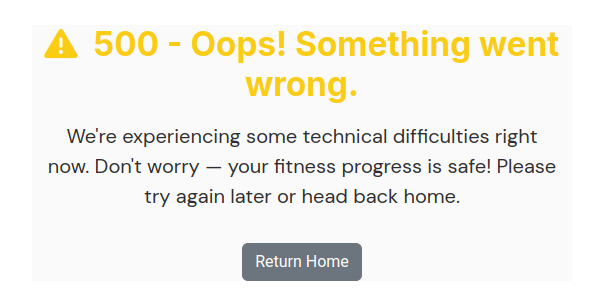 500 - Oops! Something went
wrong.
We're experiencing some technical difficulties right
now. Don't worry — your fitness progress is safe! Please
try again later or head back home.
Return Home